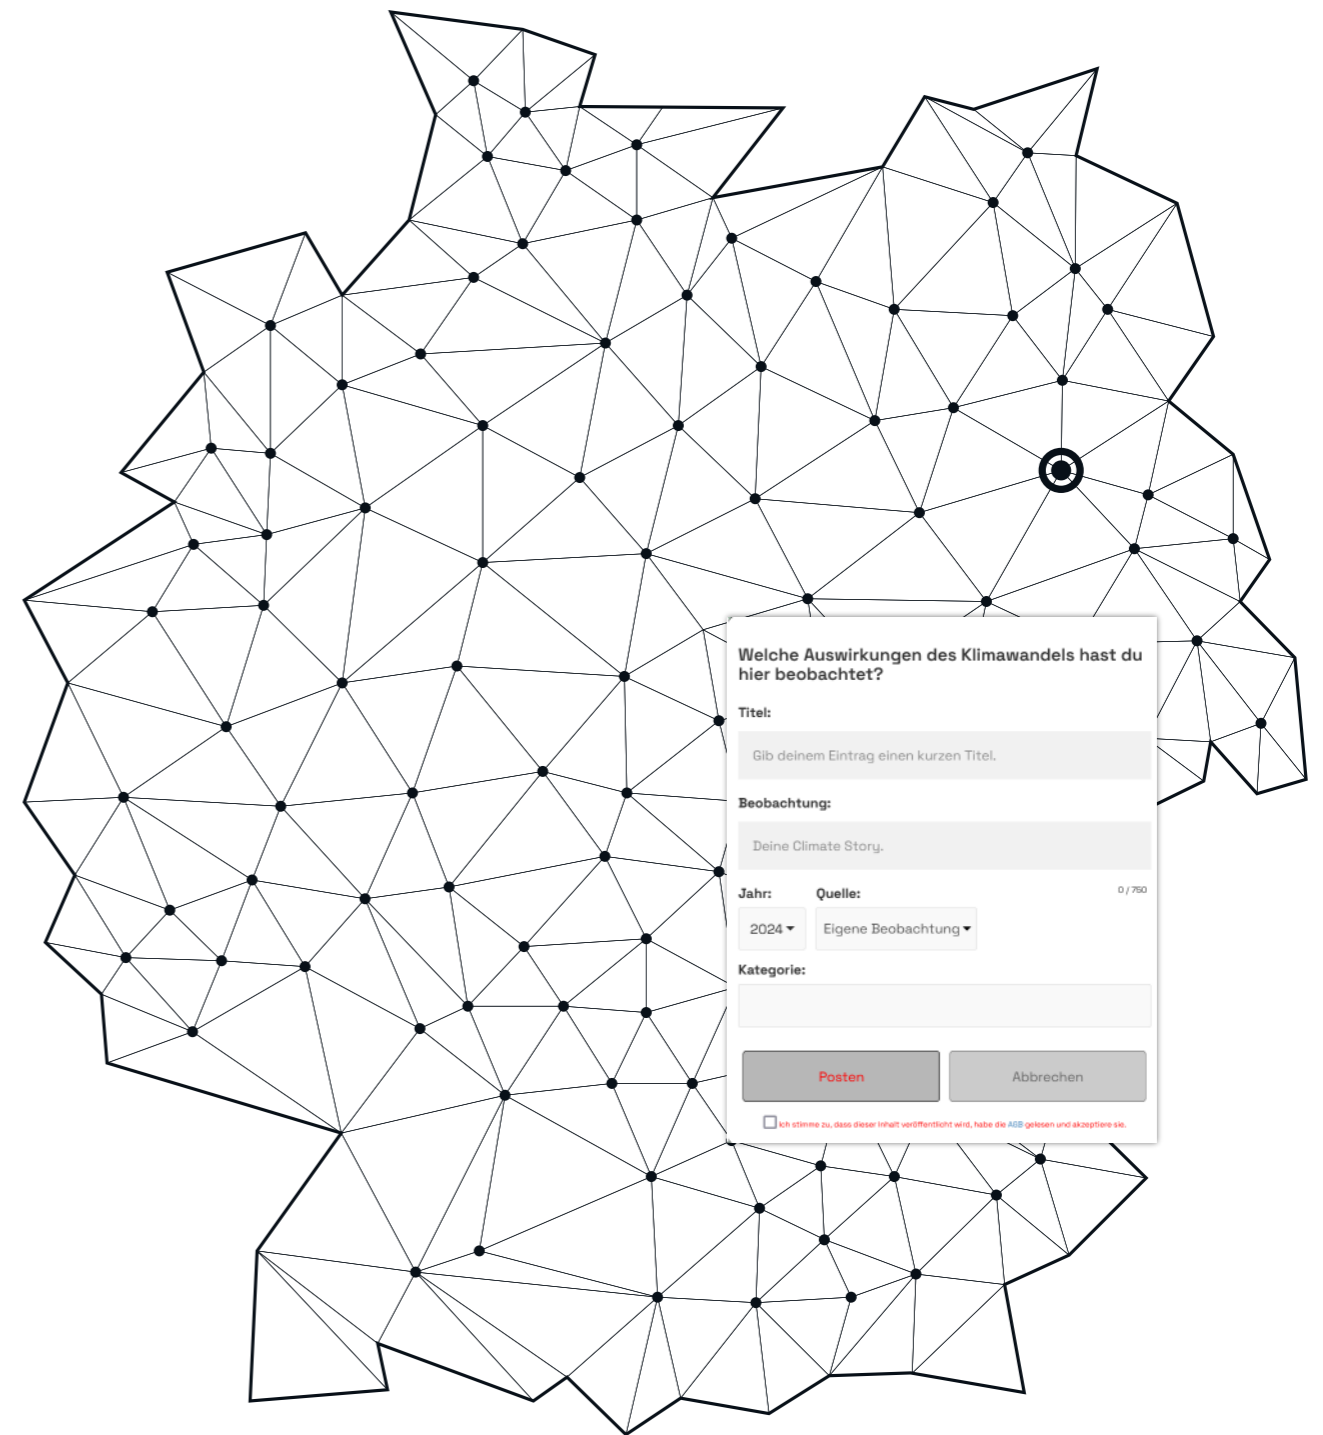 Welche Auswirkungen des Klimawandels hast du
hier beobachtet?
Titel:
Gib deinem Eintrag einen kurzen Titel.
Beobachtung:
Deine Climate Story.
Jahr:
Quelle:
0 / 750
2024
Eigene Beobachtung
Kategorie:
Posten
Abbrechen
Ich stimme zu, dass dieser Inhalt veröffentlicht wird, habe die AGB gelesen und akzeptiere sie.